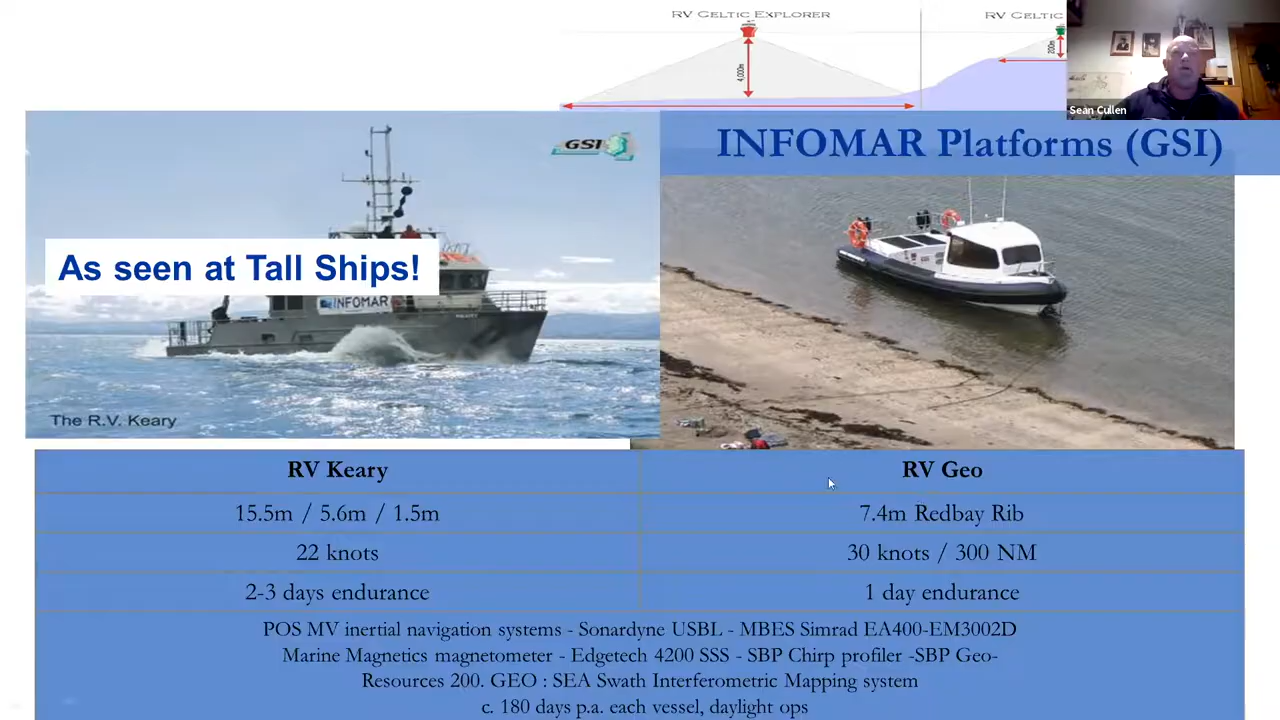 RV CELTIC EXPLORER
RV CELTIC
4,000m
200m
Sean Cullen
GSI
INFOMAR Platforms (GSI)
As seen at Tall Ships!
INFOMAR
The R.V. Keary
RV Keary
RV Geo
15.5m / 5.6m / 1.5m
7.4m Redbay Rib
22 knots
30 knots / 300 NM
2-3 days endurance
1 day endurance
POS MV inertial navigation systems - Sonardyne USBL - MBES Simrad EA400-EM3002D
Marine Magnetics magnetometer - Edgetech 4200 SSS - SBP Chirp profiler -SBP Geo-
Resources 200. GEO : SEA Swath Interferometric Mapping system
c. 180 days p.a. each vessel, daylight ops